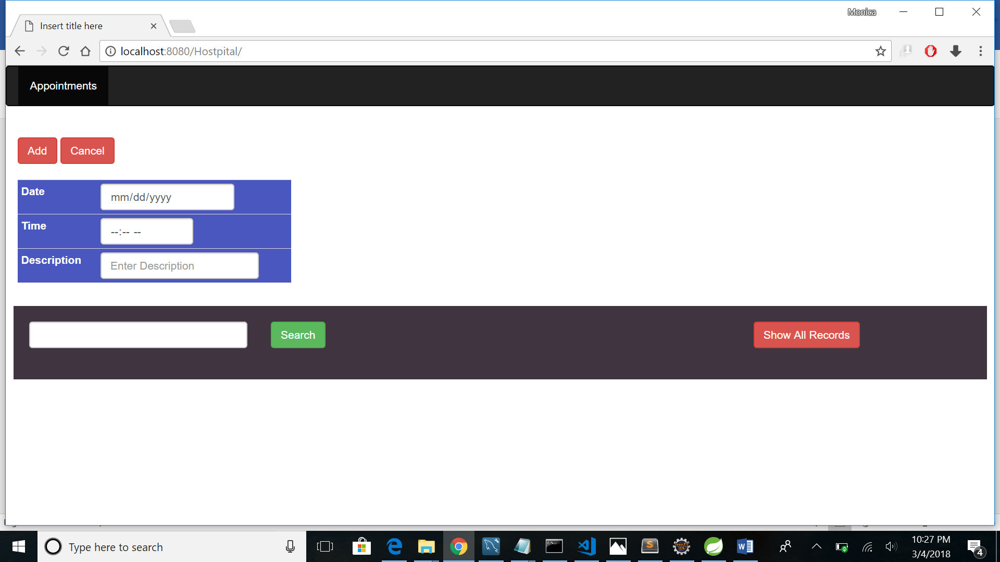 Monica
Insert title here
localhost:8080/Hostpital/
Appointments
Add Cancel
Date mm/dd/yyyy
Time --:-- --
Description Enter Description
Search Show All Records
Type here to search
10:27 PM
3/4/2018
4